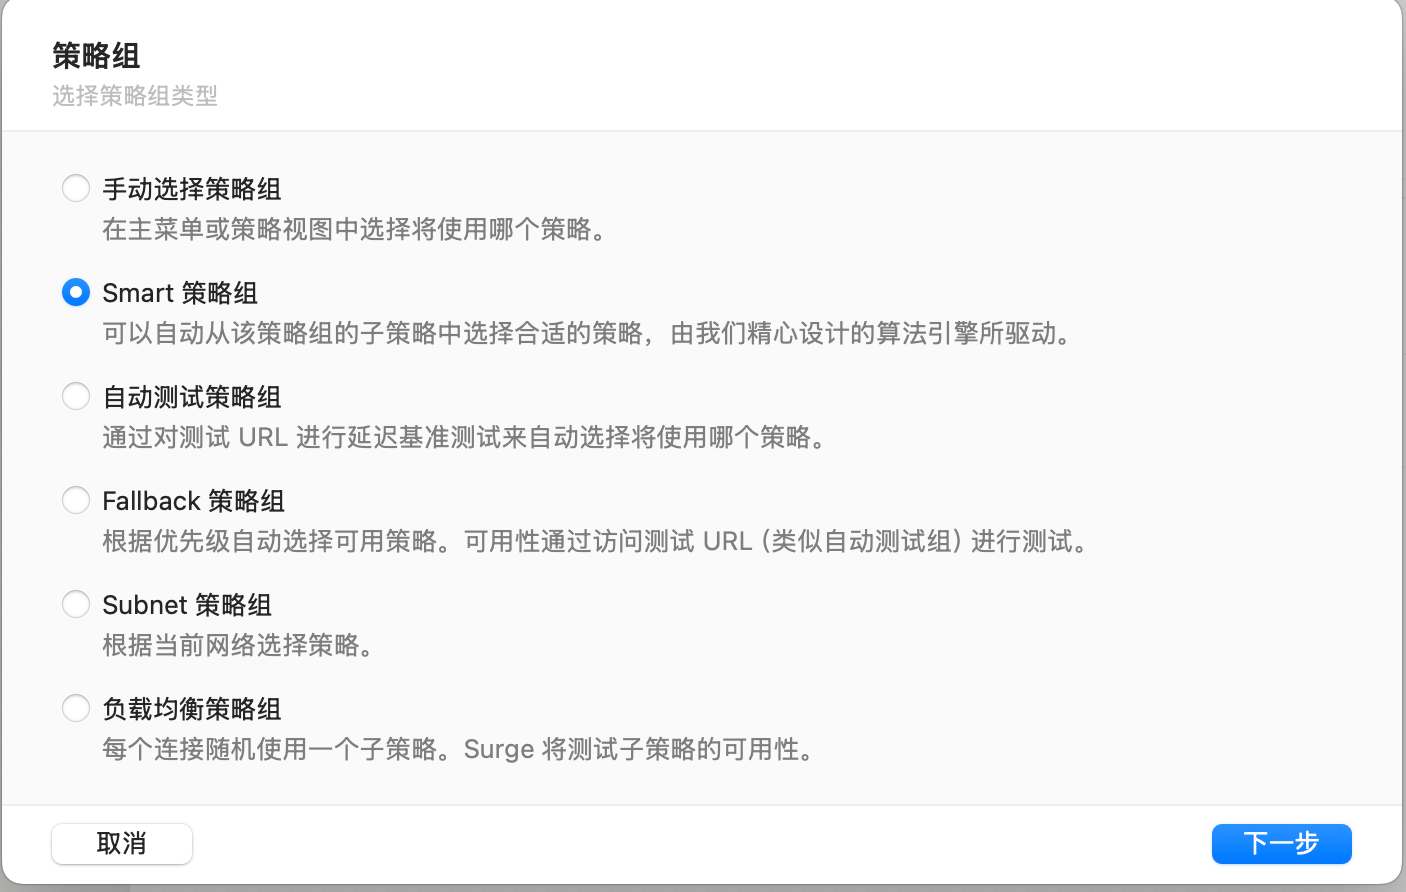 策略组
选择策略组类型
手动选择策略组
在主菜单或策略视图中选择将使用哪个策略。
Smart 策略组
可以自动从该策略组的子策略中选择合适的策略，由我们精心设计的算法引擎所驱动。
自动测试策略组
通过对测试 URL 进行延迟基准测试来自动选择将使用哪个策略。
Fallback 策略组
根据优先级自动选择可用策略。可用性通过访问测试 URL（类似自动测试组）进行测试。
Subnet 策略组
根据当前网络选择策略。
负载均衡策略组
每个连接随机使用一个子策略。Surge 将测试子策略的可用性。
取消
下一步